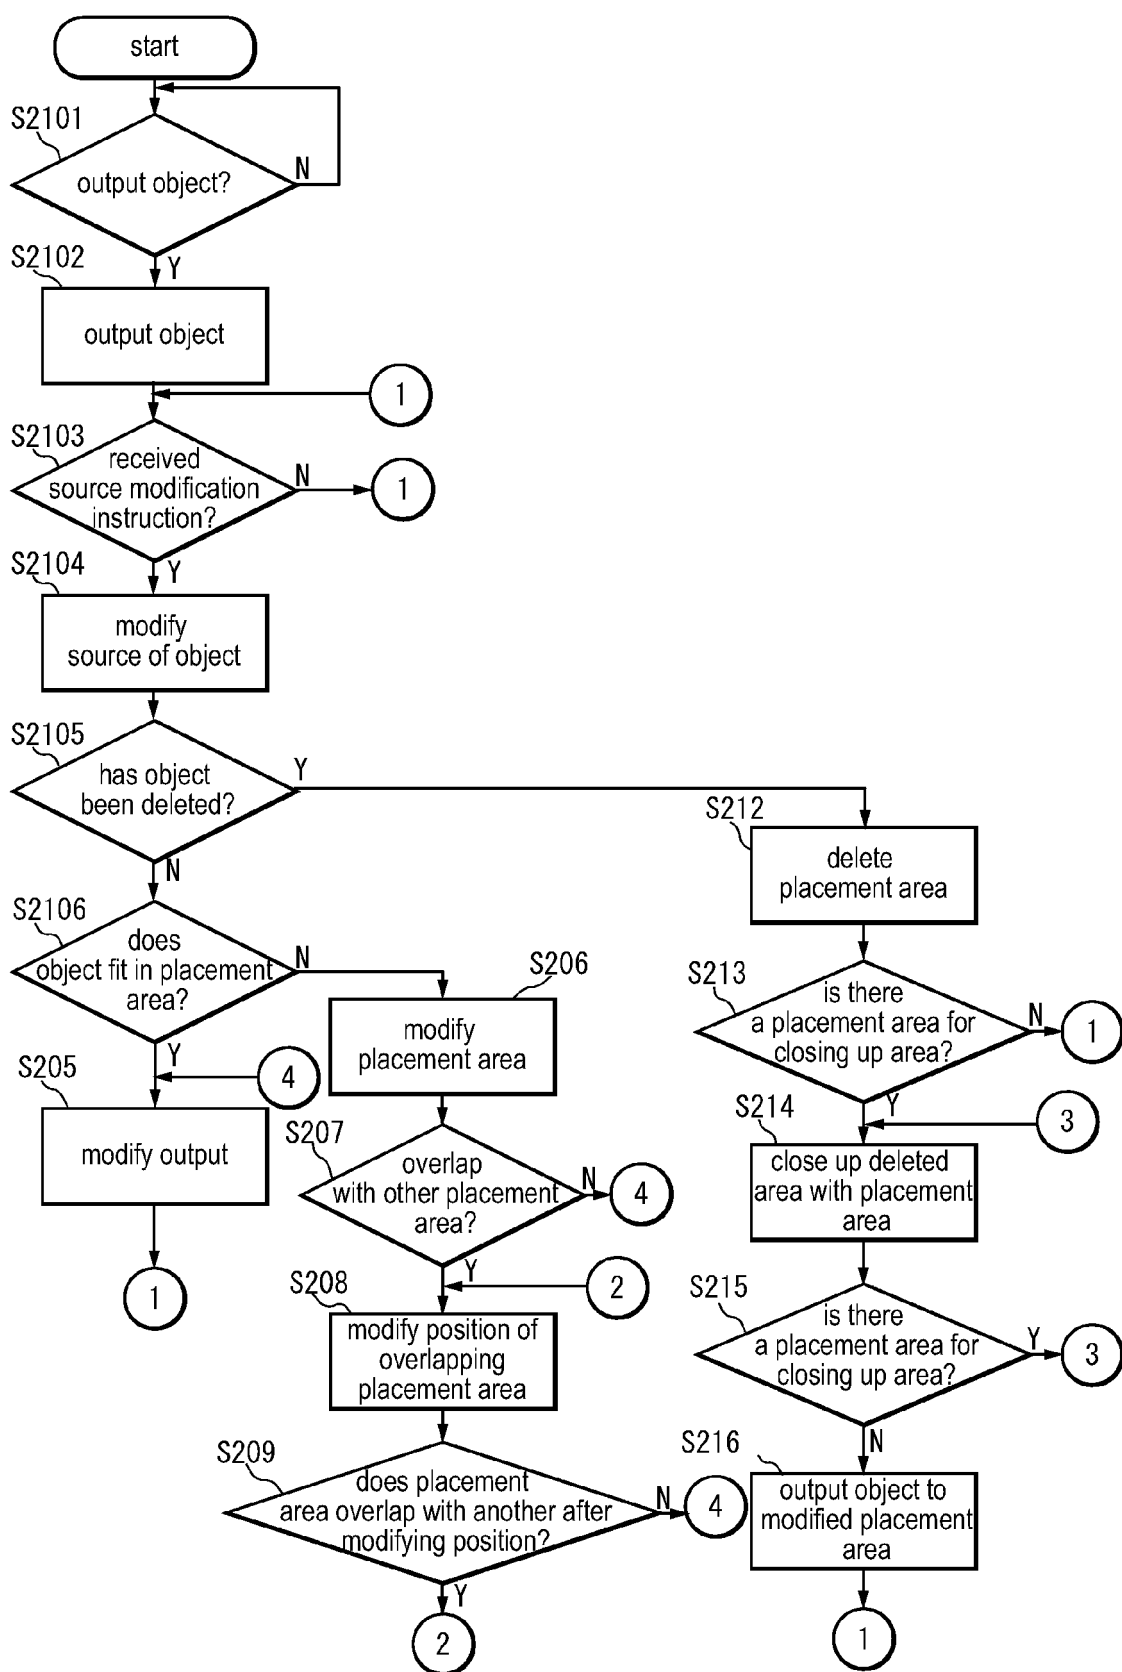 start
S2101
output object?
N
Y
S2102
output object
1
S2103
received
source modification
instruction?
N
1
Y
S2104
modify
source of object
S2105
has object
been deleted?
Y
N
S212
delete
placement area
S2106
does
object fit in placement
area?
N
Y
4
S205
modify output
1
S206
modify
placement area
S207
overlap
with other placement
area?
N
4
Y
2
S208
modify position of
overlapping
placement area
S209
does placement
area overlap with another after
modifying position?
N
4
Y
2
S213
is there
a placement area for
closing up area?
N
1
Y
3
S214
close up deleted
area with placement
area
S215
is there
a placement area for
closing up area?
Y
3
N
S216
output object to
modified placement
area
1